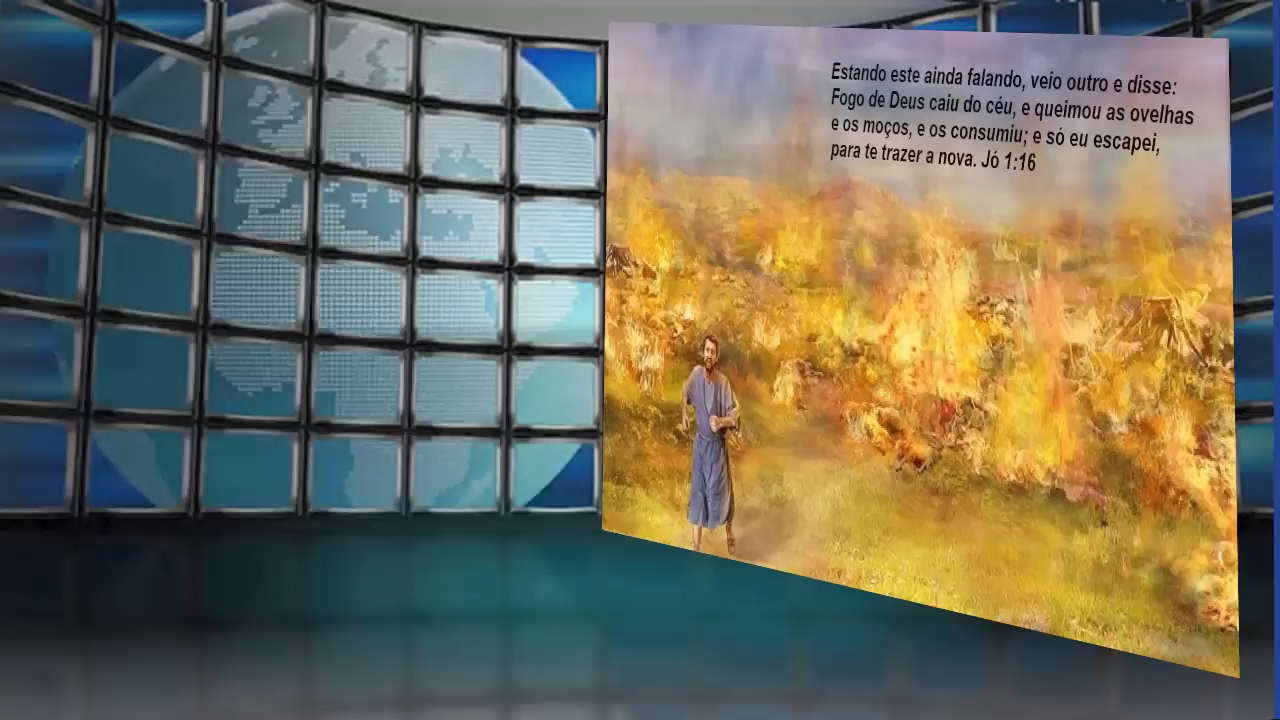 Estando este ainda falando, veio outro e disse:
Fogo de Deus caiu do céu, e queimou as ovelhas
e os moços, e os consumiu; e só eu escapei,
para te trazer a nova. Jó 1:16